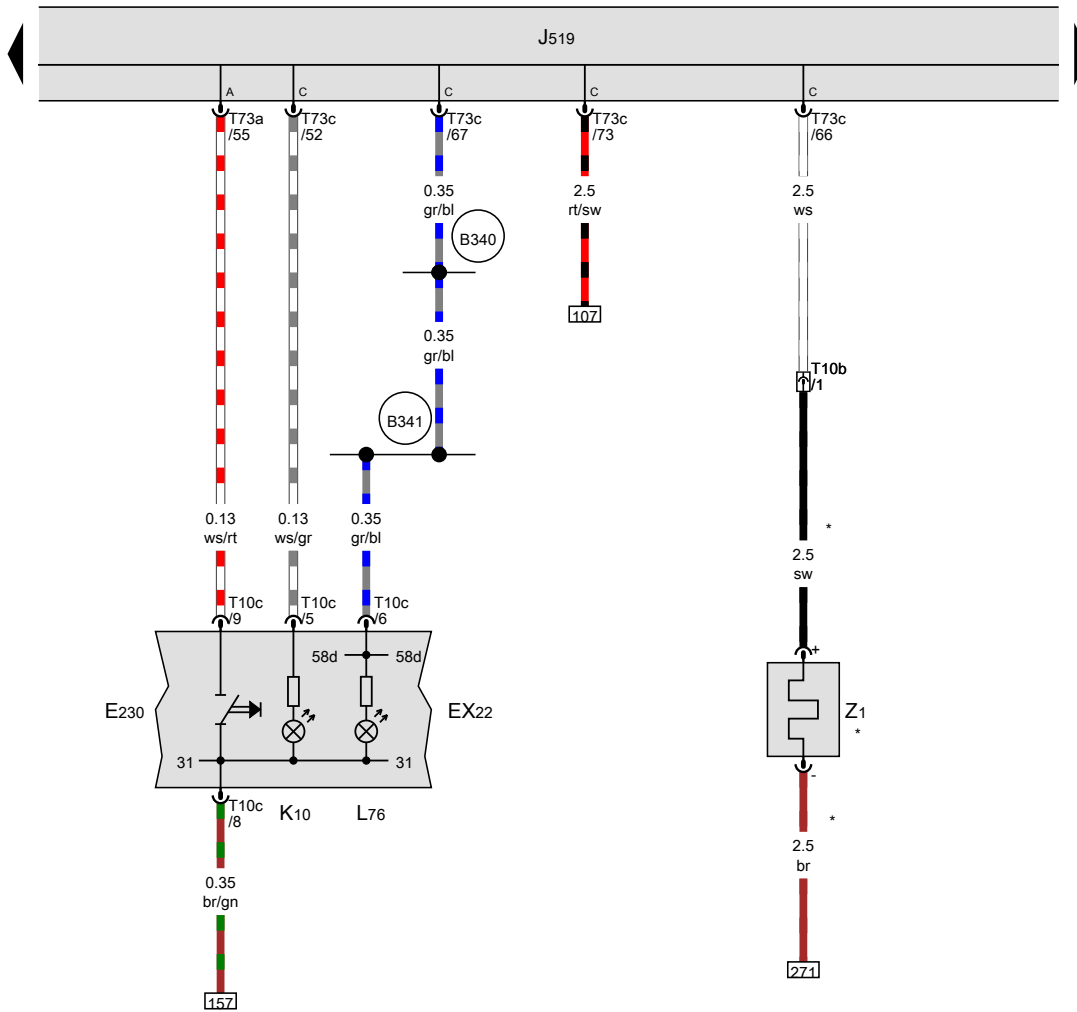 J519
A
C
C
C
C
T73a
/55
T73c
/52
T73c
/67
T73c
/73
T73c
/66
0.35
gr/bl
2.5
rt/sw
2.5
ws
B340
107
0.35
gr/bl
T10b
/1
B341
0.13
ws/rt
0.13
ws/gr
0.35
gr/bl
*
2.5
sw
T10c
/9
T10c
/5
T10c
/6
+
58d
58d
E230
EX22
Z1
*
31
31
-
T10c
/8
K10
L76
*
2.5
br
0.35
br/gn
271
157